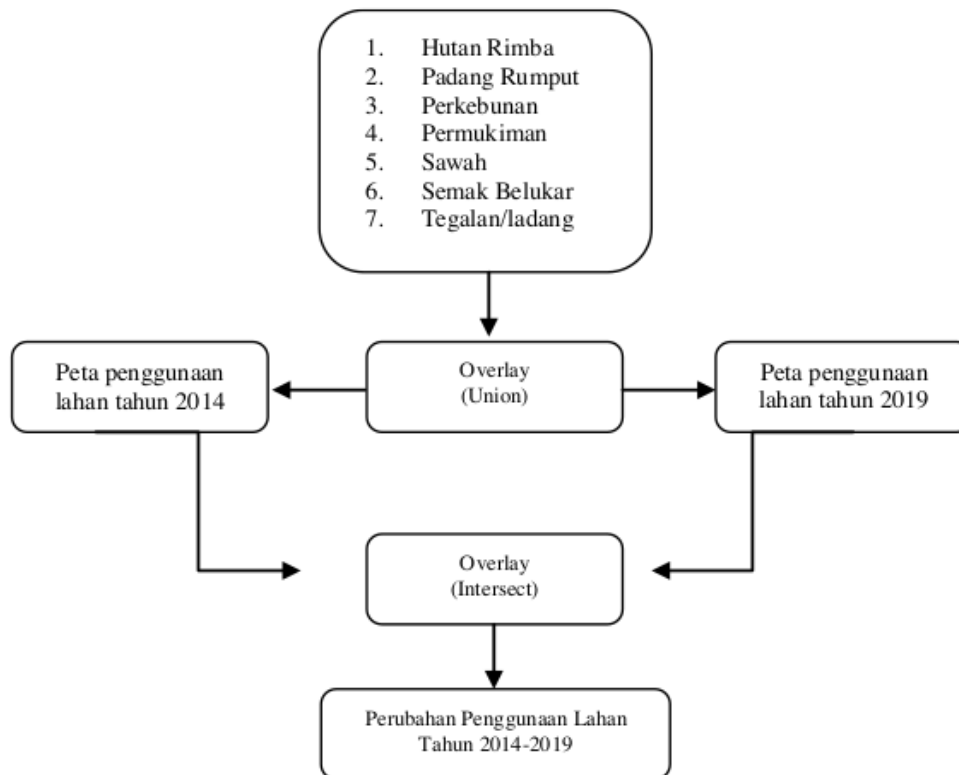 1. Hutan Rimba
2. Padang Rumput
3. Perkebunan
4. Permukiman
5. Sawah
6. Semak Belukar
7. Tegalan/ladang
Peta penggunaan
lahan tahun 2014
Overlay
(Union)
Peta penggunaan
lahan tahun 2019
Overlay
(Intersect)
Perubahan Penggunaan Lahan
Tahun 2014-2019